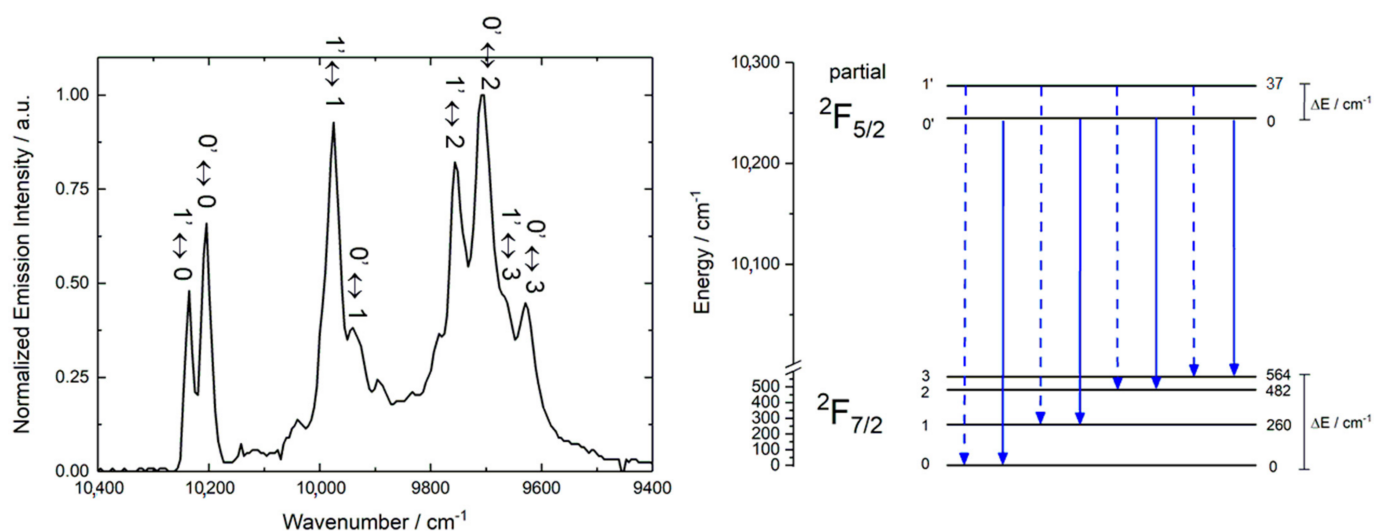 Normalized Emission Intensity / a.u.
1.00
0.75
0.50
0.25
0.00
1' ↔ 0
0' ↔ 0
1' ↔ 1
0' ↔ 1
1' ↔ 2
0' ↔ 2
1' ↔ 3
0' ↔ 3
10,400
10,200
10,000
9800
9600
9400
Wavenumber / cm⁻¹
Energy / cm⁻¹
10,300
10,200
10,100
500
400
300
200
100
0
partial
²F₅/₂
1'
0'
37
0
ΔE / cm⁻¹
²F₇/₂
3
2
1
0
564
482
260
0
ΔE / cm⁻¹